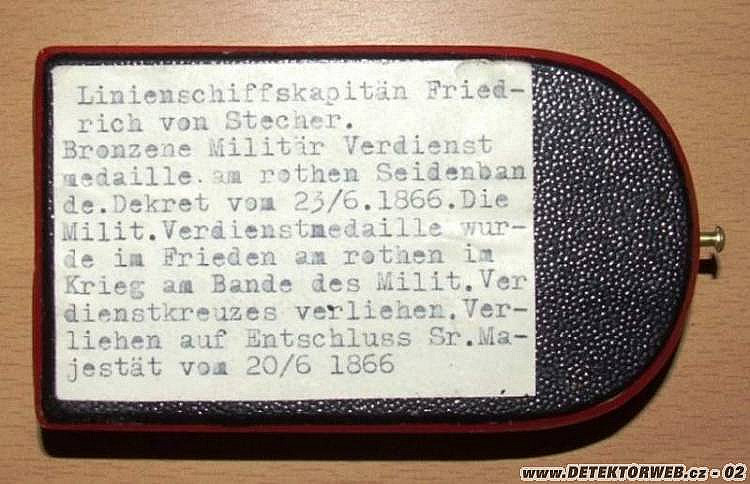 Linienschiffskapitän Fried-
rich von Stecher.
Bronzene Militär Verdienst
medaille.am rothen Seidenban
de.Dekret vom 23/6.1866.Die
Milit.Verdienstmedaille wur-
de im Frieden am rothen im
Krieg am Bande des Milit.Ver
dienstkreuzes verliehen.Ver-
liehen auf Entschluss Sr.Ma-
jestät vom 20/6 1866
www.DETEKTORWEB.cz - 02